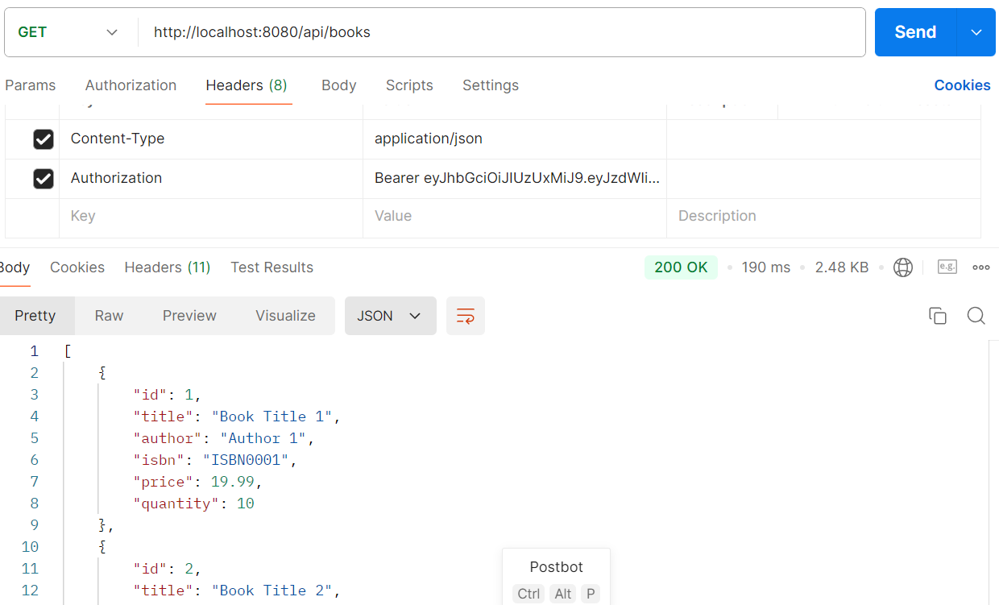 GET http://localhost:8080/api/books Send
Params Authorization Headers (8) Body Scripts Settings Cookies
Content-Type application/json
Authorization Bearer eyJhbGciOiJIUzUxMiJ9.eyJzdWIi...
Key Value Description
Body Cookies Headers (11) Test Results 200 OK 190 ms 2.48 KB e.g.
Pretty Raw Preview Visualize JSON
1 [
2 {
3 "id": 1,
4 "title": "Book Title 1",
5 "author": "Author 1",
6 "isbn": "ISBN0001",
7 "price": 19.99,
8 "quantity": 10
9 },
10 {
11 "id": 2,
12 "title": "Book Title 2",
Postbot
Ctrl Alt P